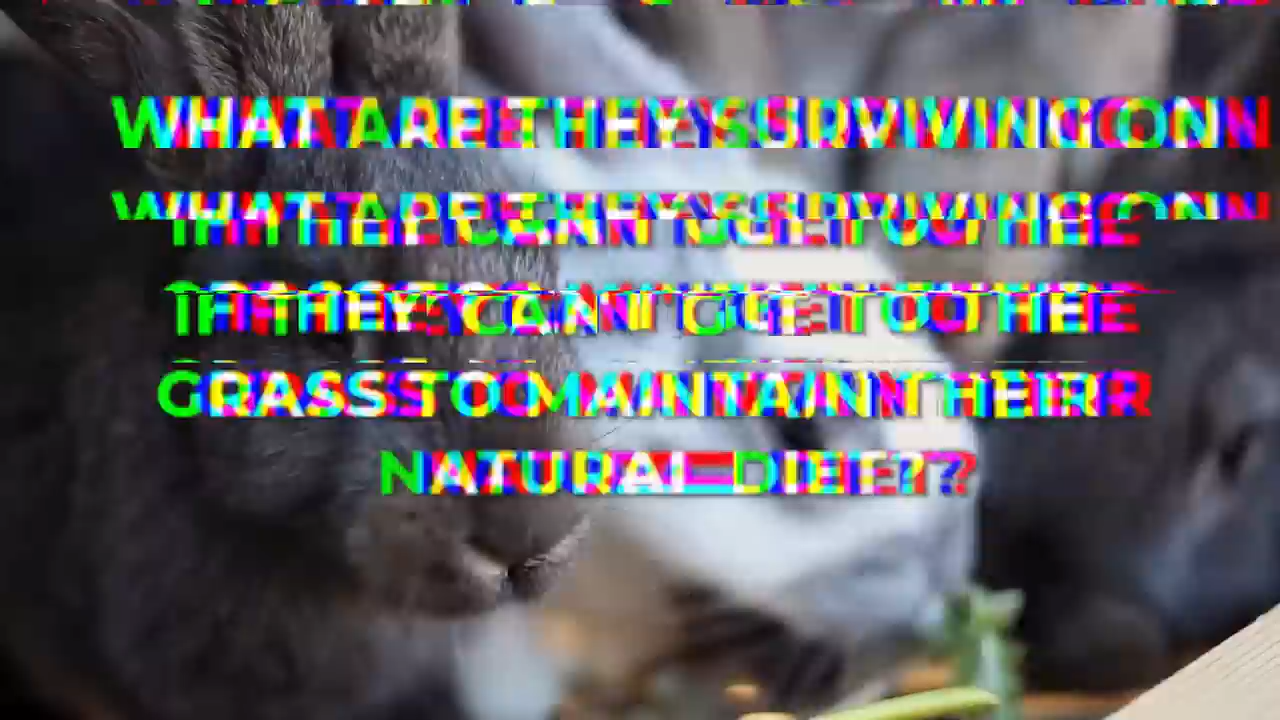 WHAT ARE THEY SURVIVING ON
IF THEY CAN'T GET TO THE
GRASS TO MAINTAIN THEIR
NATURAL DIET?